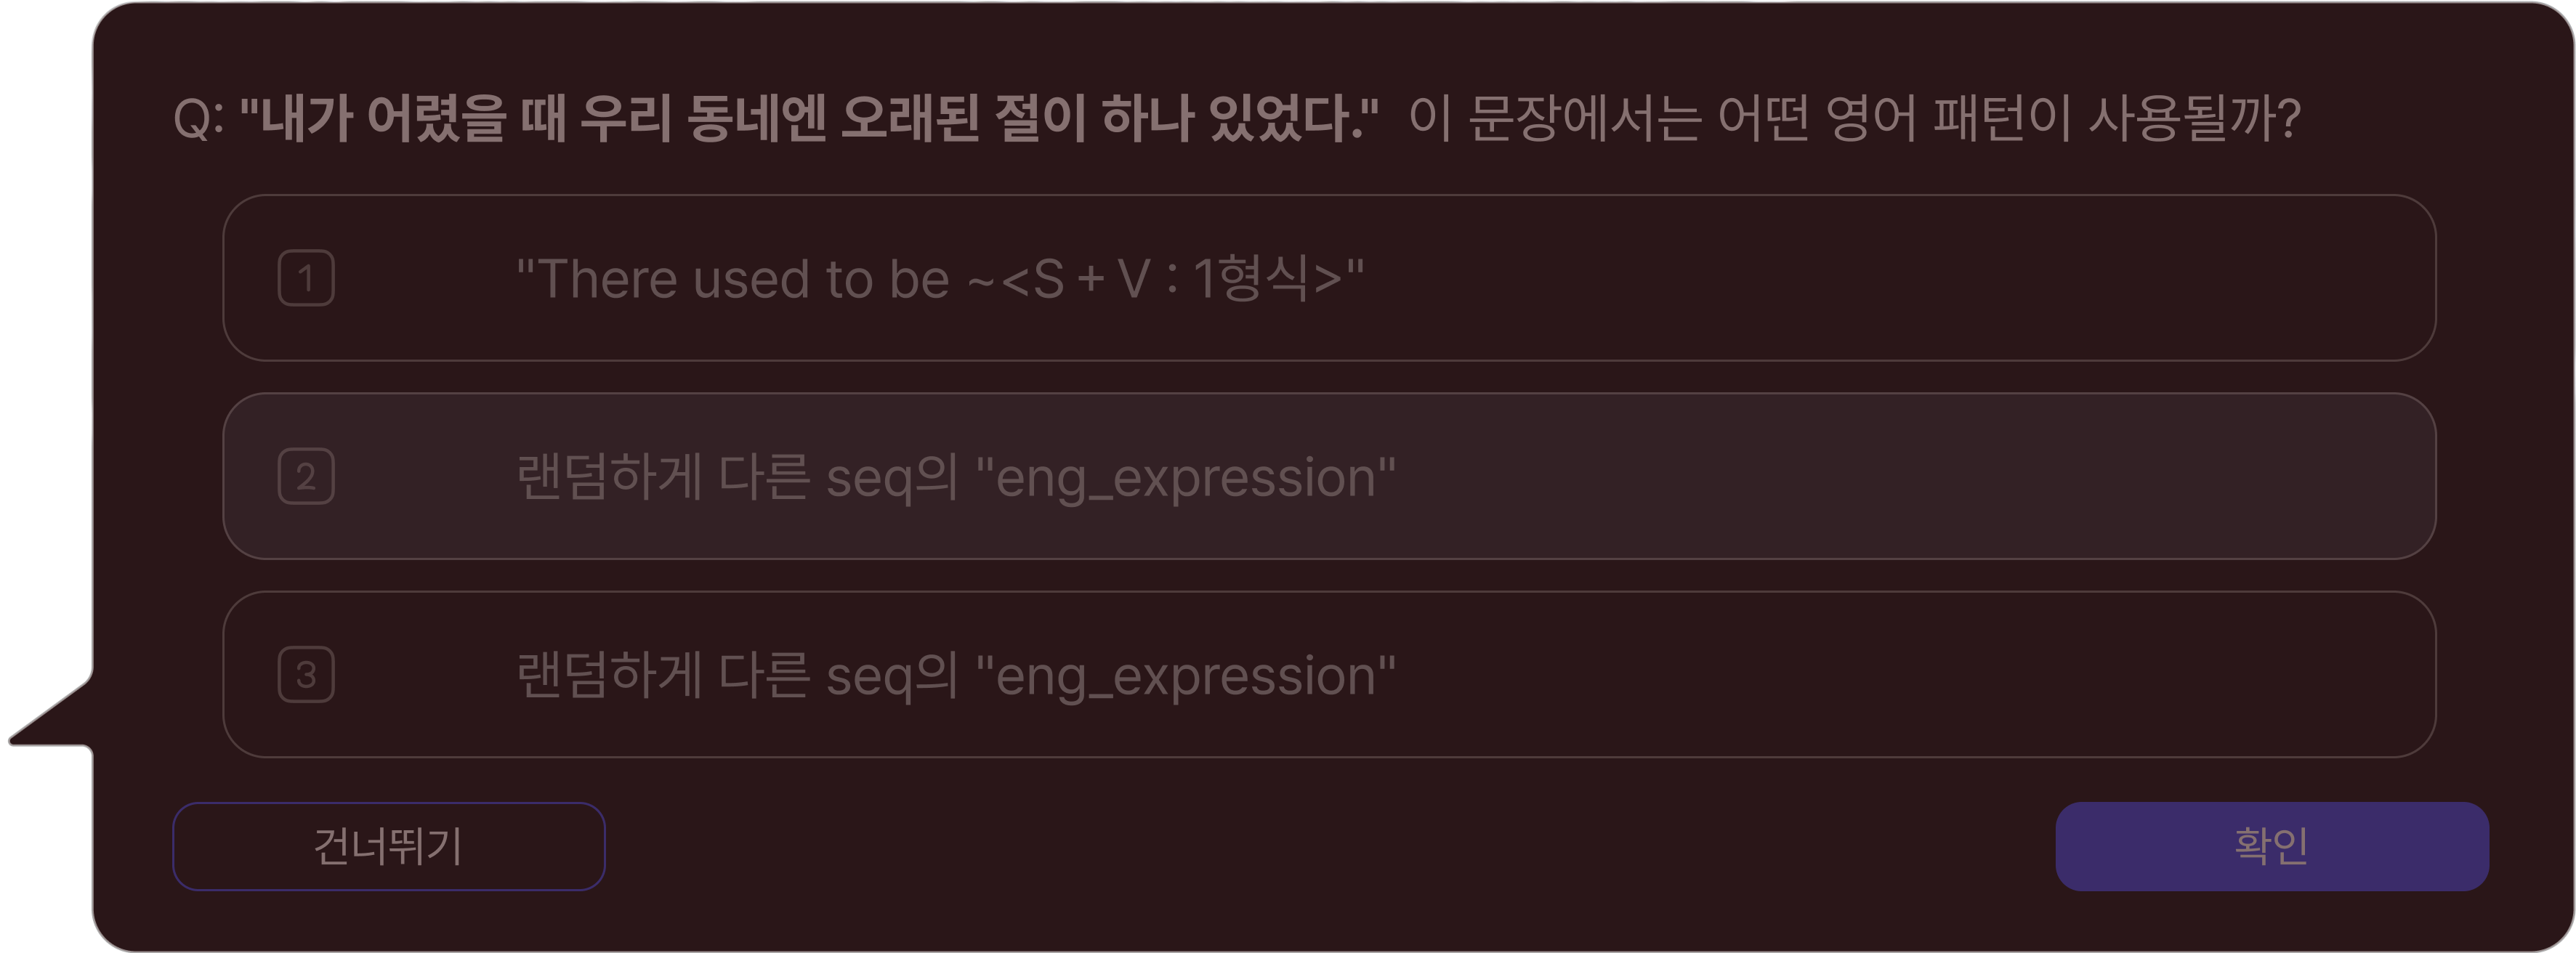 Q: "내가 어렸을 때 우리 동네엔 오래된 절이 하나 있었다." 이 문장에서는 어떤 영어 패턴이 사용될까?
1 "There used to be ~<S + V : 1형식>"
2 랜덤하게 다른 seq의 "eng_expression"
3 랜덤하게 다른 seq의 "eng_expression"
건너뛰기 확인